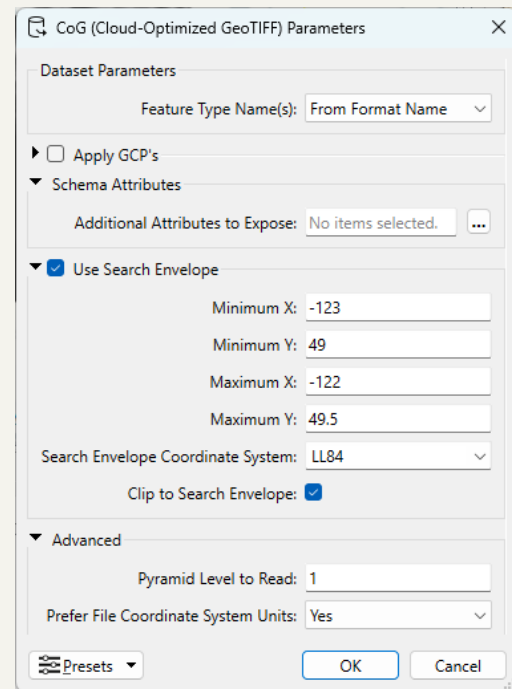 CoG (Cloud-Optimized GeoTIFF) Parameters
Dataset Parameters
Feature Type Name(s): From Format Name
Apply GCP's
Schema Attributes
Additional Attributes to Expose: No items selected. ...
Use Search Envelope
Minimum X: -123
Minimum Y: 49
Maximum X: -122
Maximum Y: 49.5
Search Envelope Coordinate System: LL84
Clip to Search Envelope:
Advanced
Pyramid Level to Read: 1
Prefer File Coordinate System Units: Yes
Presets OK Cancel